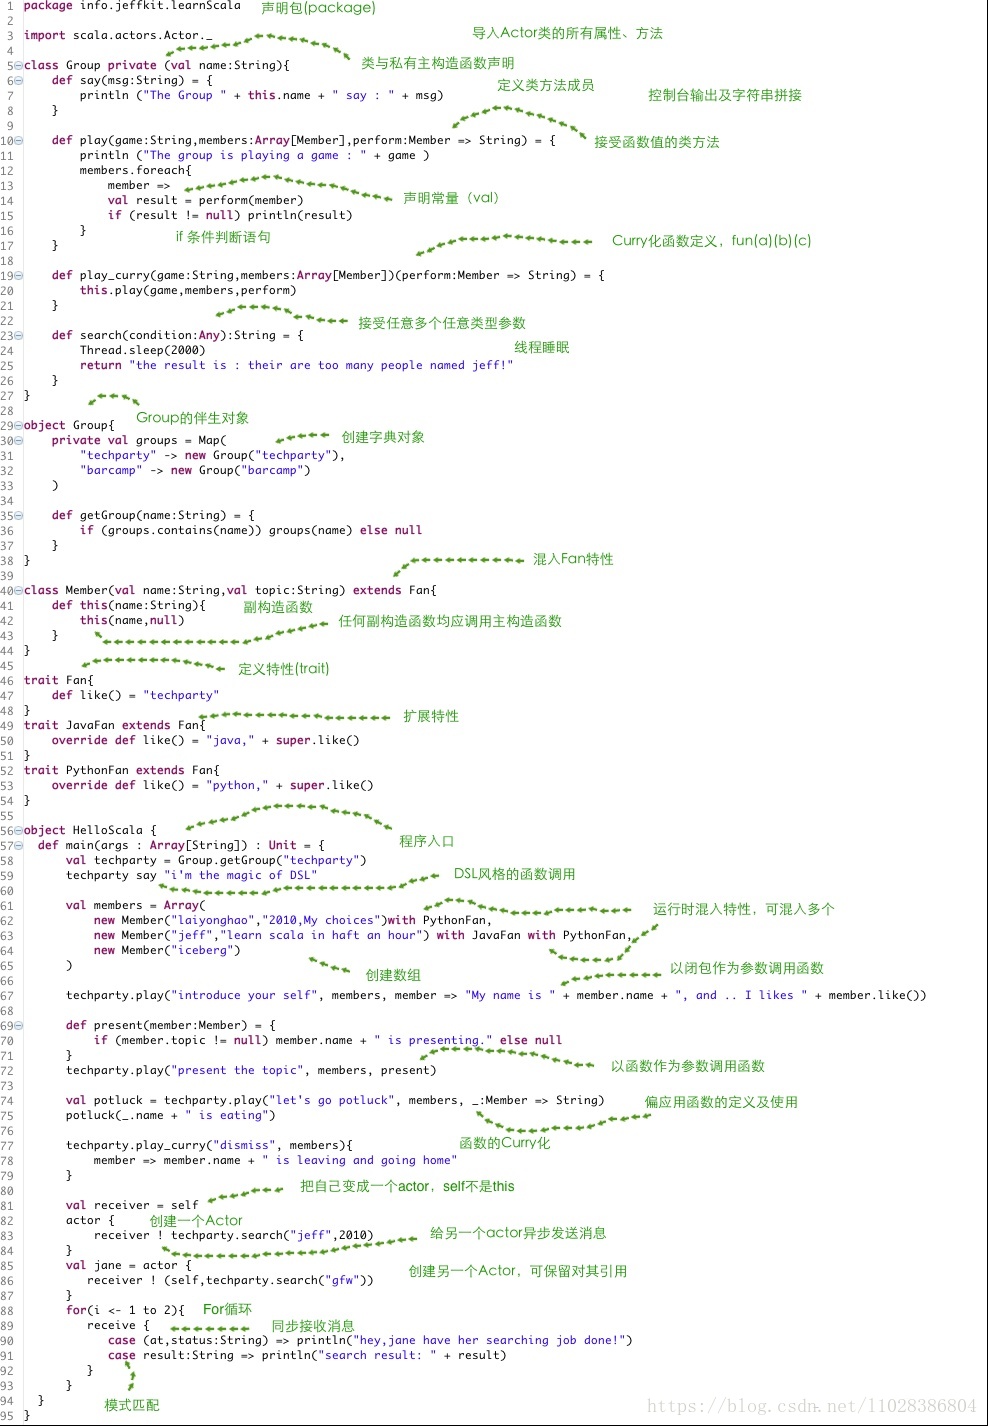 1 package info.jeffkit.learnScala 声明包(package)
2
3 import scala.actors.Actor._ 导入Actor类的所有属性、方法
4
5 class Group private (val name:String){ 类与私有主构造函数声明
6 def say(msg:String) = { 定义类方法成员
7 println ("The Group " + this.name + " say : " + msg) 控制台输出及字符串拼接
8 }
9
10 def play(game:String,members:Array[Member],perform:Member => String) = { 接受函数值的类方法
11 println ("The group is playing a game : " + game )
12 members.foreach{
13 member =>
14 val result = perform(member) 声明常量（val）
15 if (result != null) println(result)
16 } if 条件判断语句
17 } Curry化函数定义，fun(a)(b)(c)
18
19 def play_curry(game:String,members:Array[Member])(perform:Member => String) = {
20 this.play(game,members,perform)
21 }
22 接受任意多个任意类型参数
23 def search(condition:Any):String = {
24 Thread.sleep(2000) 线程睡眠
25 return "the result is : their are too many people named jeff!"
26 }
27 }
28 Group的伴生对象
29 object Group{
30 private val groups = Map( 创建字典对象
31 "techparty" -> new Group("techparty"),
32 "barcamp" -> new Group("barcamp")
33 )
34
35 def getGroup(name:String) = {
36 if (groups.contains(name)) groups(name) else null
37 }
38 } 混入Fan特性
39
40 class Member(val name:String,val topic:String) extends Fan{
41 def this(name:String){ 副构造函数
42 this(name,null) 任何副构造函数均应调用主构造函数
43 }
44 }
45 定义特性(trait)
46 trait Fan{
47 def like() = "techparty"
48 } 扩展特性
49 trait JavaFan extends Fan{
50 override def like() = "java," + super.like()
51 }
52 trait PythonFan extends Fan{
53 override def like() = "python," + super.like()
54 }
55
56 object HelloScala { 程序入口
57 def main(args : Array[String]) : Unit = {
58 val techparty = Group.getGroup("techparty")
59 techparty say "i'm the magic of DSL" DSL风格的函数调用
60
61 val members = Array( 运行时混入特性，可混入多个
62 new Member("laiyonghao","2010,My choices")with PythonFan,
63 new Member("jeff","learn scala in haft an hour") with JavaFan with PythonFan,
64 new Member("iceberg")
65 ) 创建数组 以闭包作为参数调用函数
66
67 techparty.play("introduce your self", members, member => "My name is " + member.name + ", and .. I likes " + member.like())
68
69 def present(member:Member) = {
70 if (member.topic != null) member.name + " is presenting." else null
71 } 以函数作为参数调用函数
72 techparty.play("present the topic", members, present)
73
74 val potluck = techparty.play("let's go potluck", members, _:Member => String) 偏应用函数的定义及使用
75 potluck(_.name + " is eating")
76
77 techparty.play_curry("dismiss", members){ 函数的Curry化
78 member => member.name + " is leaving and going home"
79 }
80 把自己变成一个actor，self不是this
81 val receiver = self
82 actor { 创建一个Actor
83 receiver ! techparty.search("jeff",2010) 给另一个actor异步发送消息
84 }
85 val jane = actor { 创建另一个Actor，可保留对其引用
86 receiver ! (self,techparty.search("gfw"))
87 }
88 for(i <- 1 to 2){ For循环
89 receive { 同步接收消息
90 case (at,status:String) => println("hey,jane have her searching job done!")
91 case result:String => println("search result: " + result)
92 }
93 }
94 } 模式匹配
95 }
https://blog.csdn.net/l1028386804